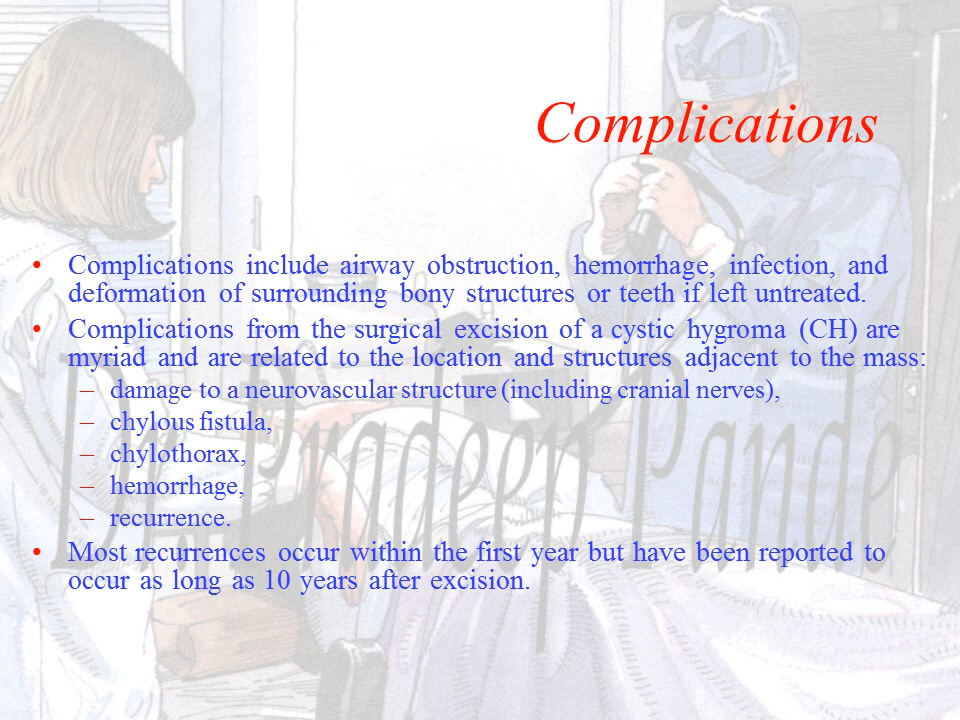 Complications
• Complications include airway obstruction, hemorrhage, infection, and
deformation of surrounding bony structures or teeth if left untreated.
• Complications from the surgical excision of a cystic hygroma (CH) are
myriad and are related to the location and structures adjacent to the mass:
– damage to a neurovascular structure (including cranial nerves),
– chylous fistula,
– chylothorax,
– hemorrhage,
– recurrence.
• Most recurrences occur within the first year but have been reported to
occur as long as 10 years after excision.
Dr Pradeep Pande